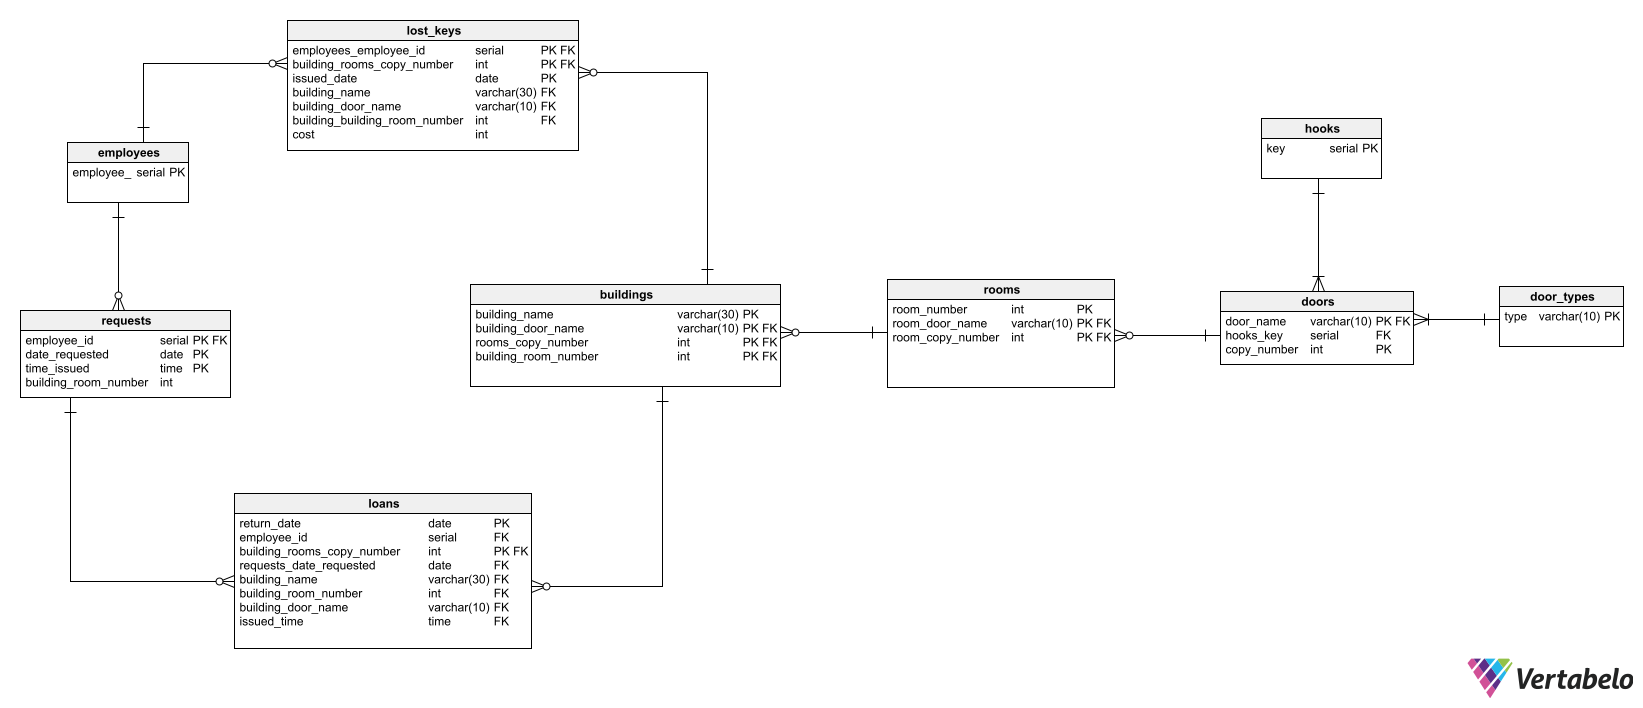 lost_keys
employees_employee_id serial PK FK
building_rooms_copy_number int PK FK
issued_date date PK
building_name varchar(30) FK
building_door_name varchar(10) FK
building_building_room_number int FK
cost int
employees
employee_ serial PK
requests
employee_id serial PK FK
date_requested date PK
time_issued time PK
building_room_number int
loans
return_date date PK
employee_id serial FK
building_rooms_copy_number int PK FK
requests_date_requested date FK
building_name varchar(30) FK
building_room_number int FK
building_door_name varchar(10) FK
issued_time time FK
buildings
building_name varchar(30) PK
building_door_name varchar(10) PK FK
rooms_copy_number int PK FK
building_room_number int PK FK
rooms
room_number int PK
room_door_name varchar(10) PK FK
room_copy_number int PK FK
hooks
key serial PK
doors
door_name varchar(10) PK FK
hooks_key serial FK
copy_number int PK
door_types
type varchar(10) PK
Vertabelo